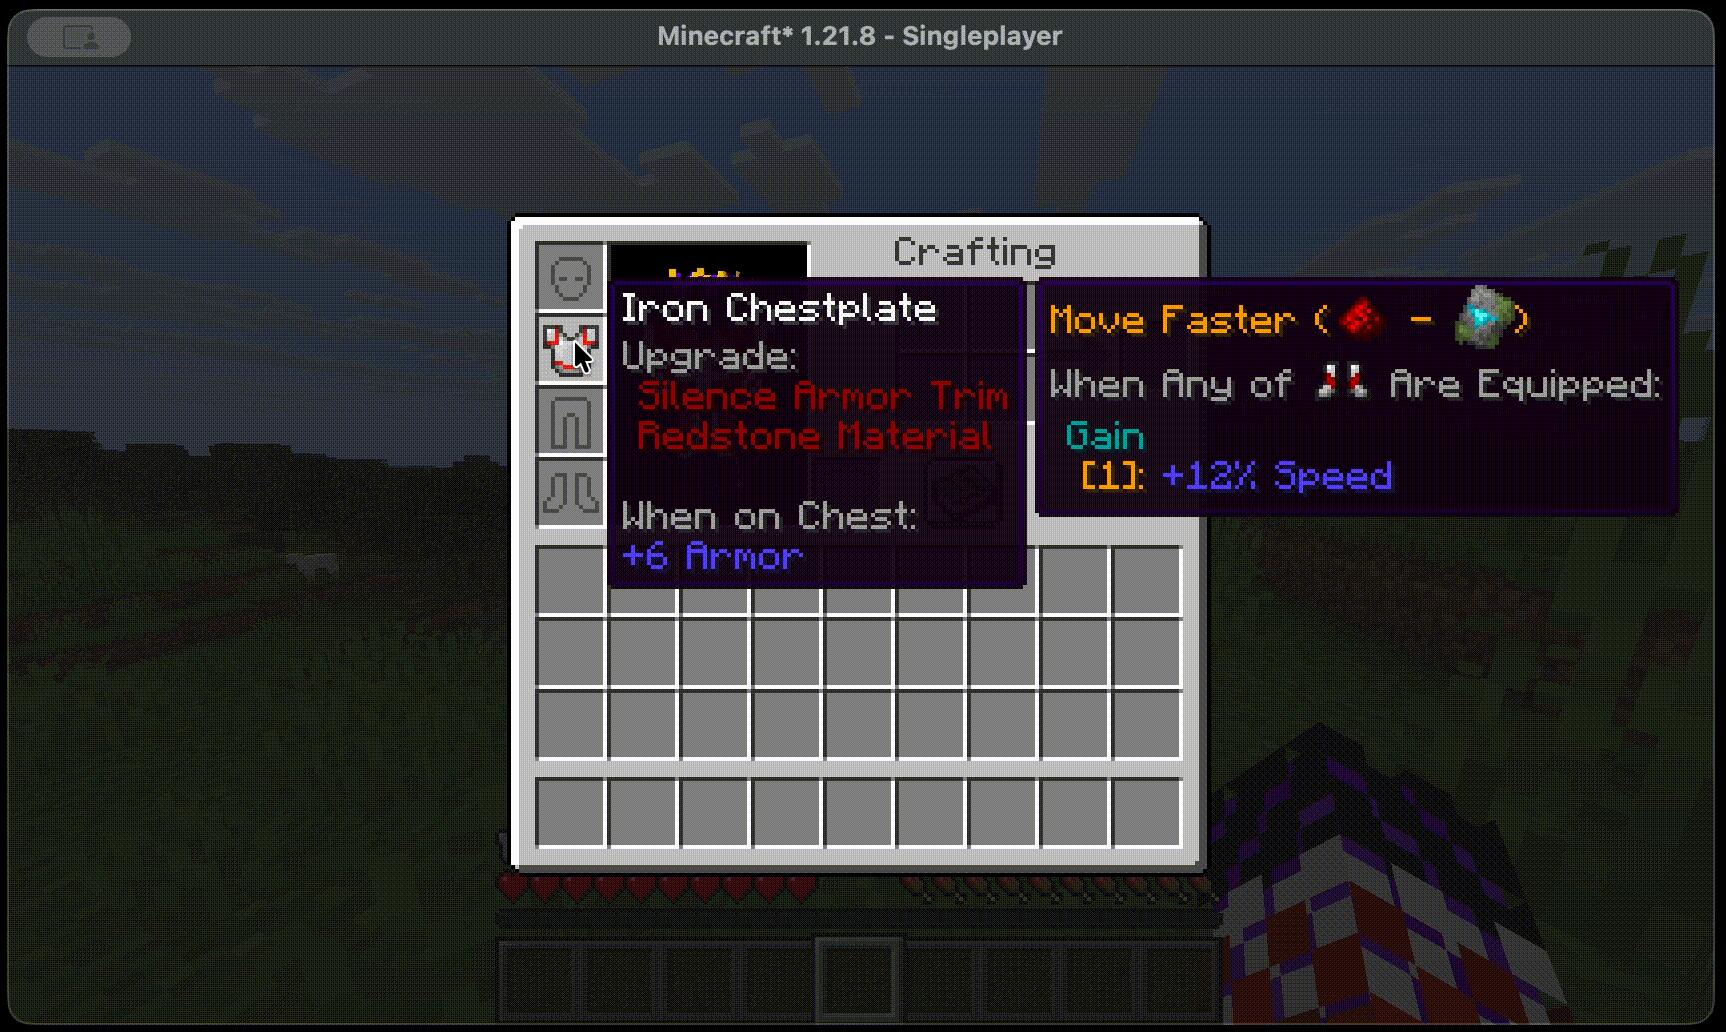 Minecraft* 1.21.8 - Singleplayer
Crafting
Iron Chestplate
Upgrade:
Silence Armor Trim
Redstone Material
When on Chest:
+6 Armor
Move Faster ( - )
When Any of Are Equipped:
Gain
[1]: +12% Speed